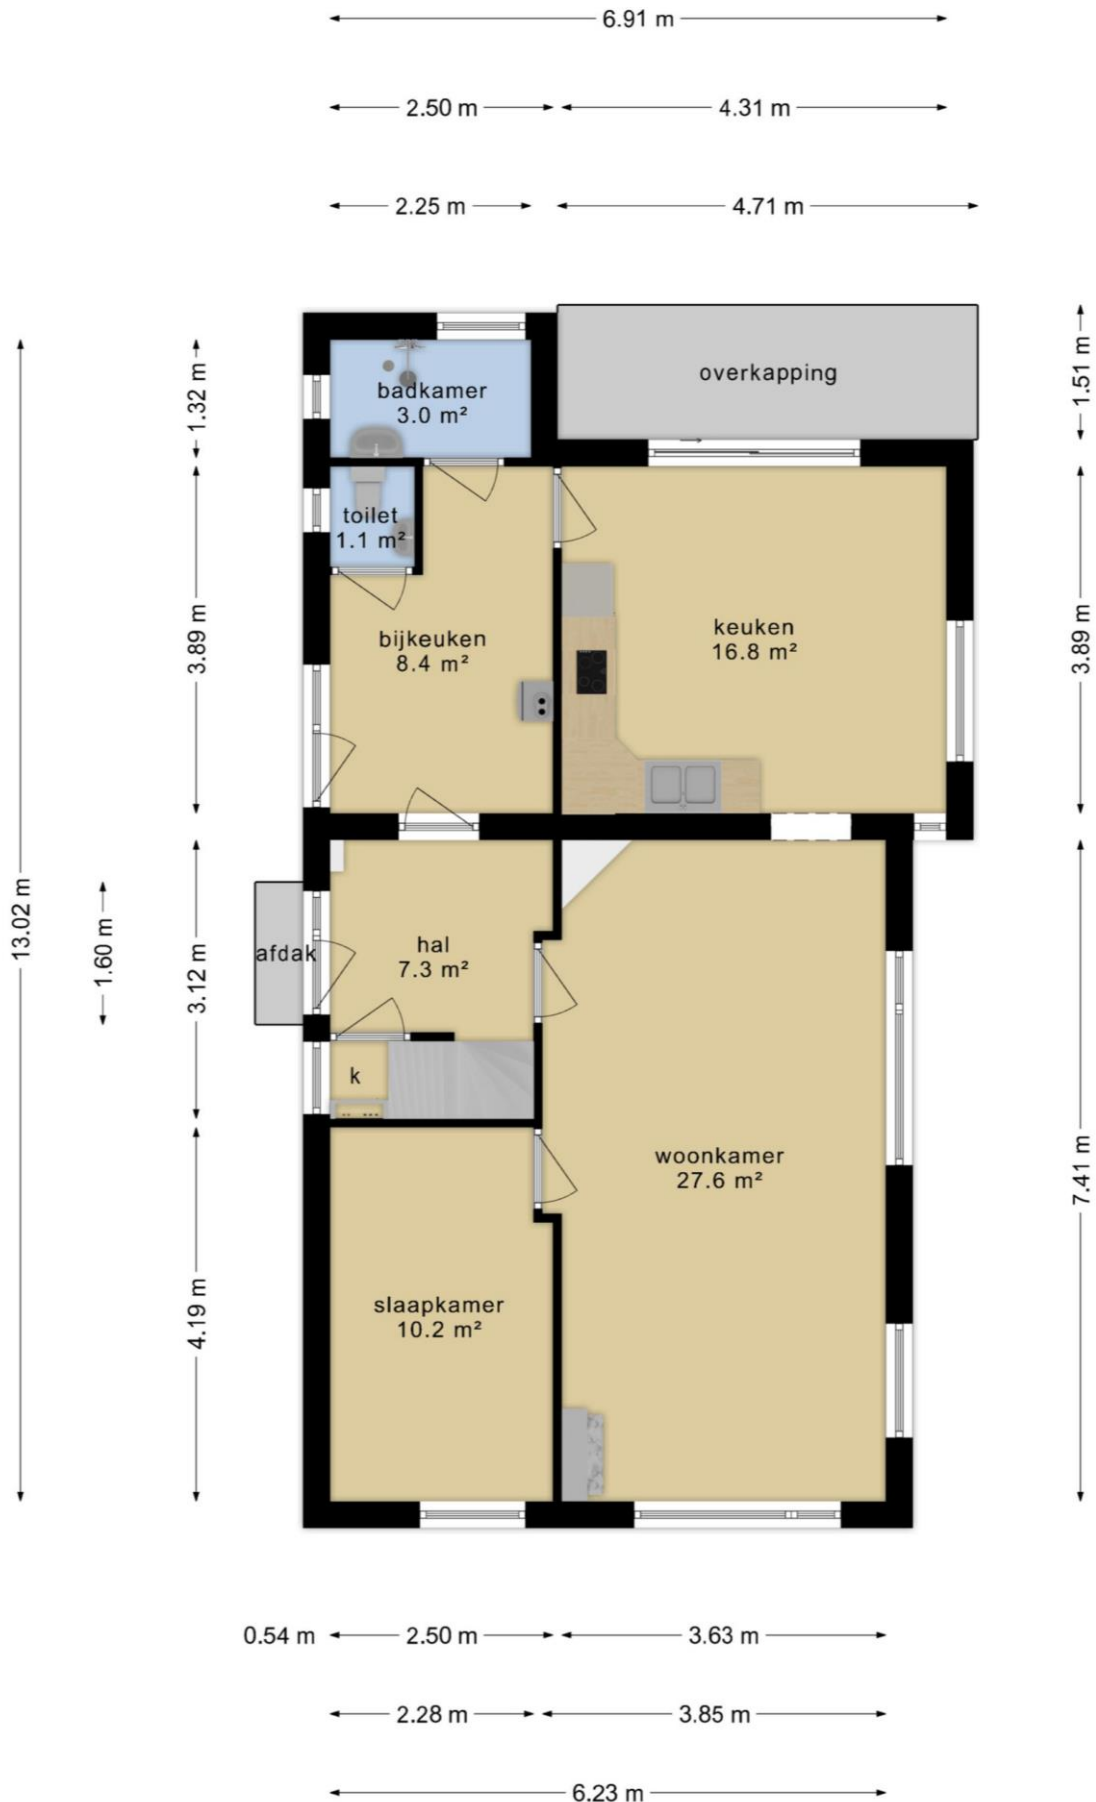 6.91 m
2.50 m
4.31 m
2.25 m
4.71 m
1.51 m
1.32 m
overkapping
badkamer
3.0 m²
toilet
1.1 m²
3.89 m
bijkeuken
8.4 m²
keuken
16.8 m²
3.89 m
13.02 m
1.60 m
3.12 m
afdak
hal
7.3 m²
k
woonkamer
27.6 m²
7.41 m
4.19 m
slaapkamer
10.2 m²
0.54 m
2.50 m
3.63 m
2.28 m
3.85 m
6.23 m